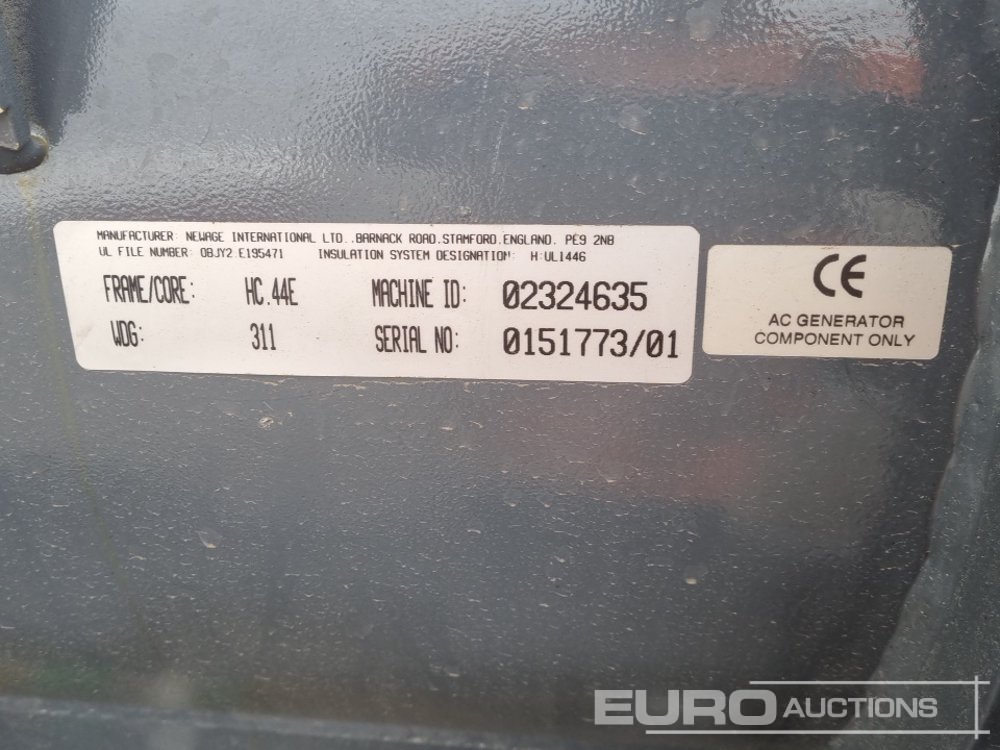 MANUFACTURER: NEWAGE INTERNATIONAL LTD..BARNACK ROAD.STAMFORD.ENGLAND. PE9 2NB
UL FILE NUMBER: OBJY2.E195471 INSULATION SYSTEM DESIGNATION: H:UL1446
FRAME/CORE: HC.44E MACHINE ID: 02324635
WDG: 311 SERIAL NO: 0151773/01
CE
AC GENERATOR
COMPONENT ONLY
EURO AUCTIONS